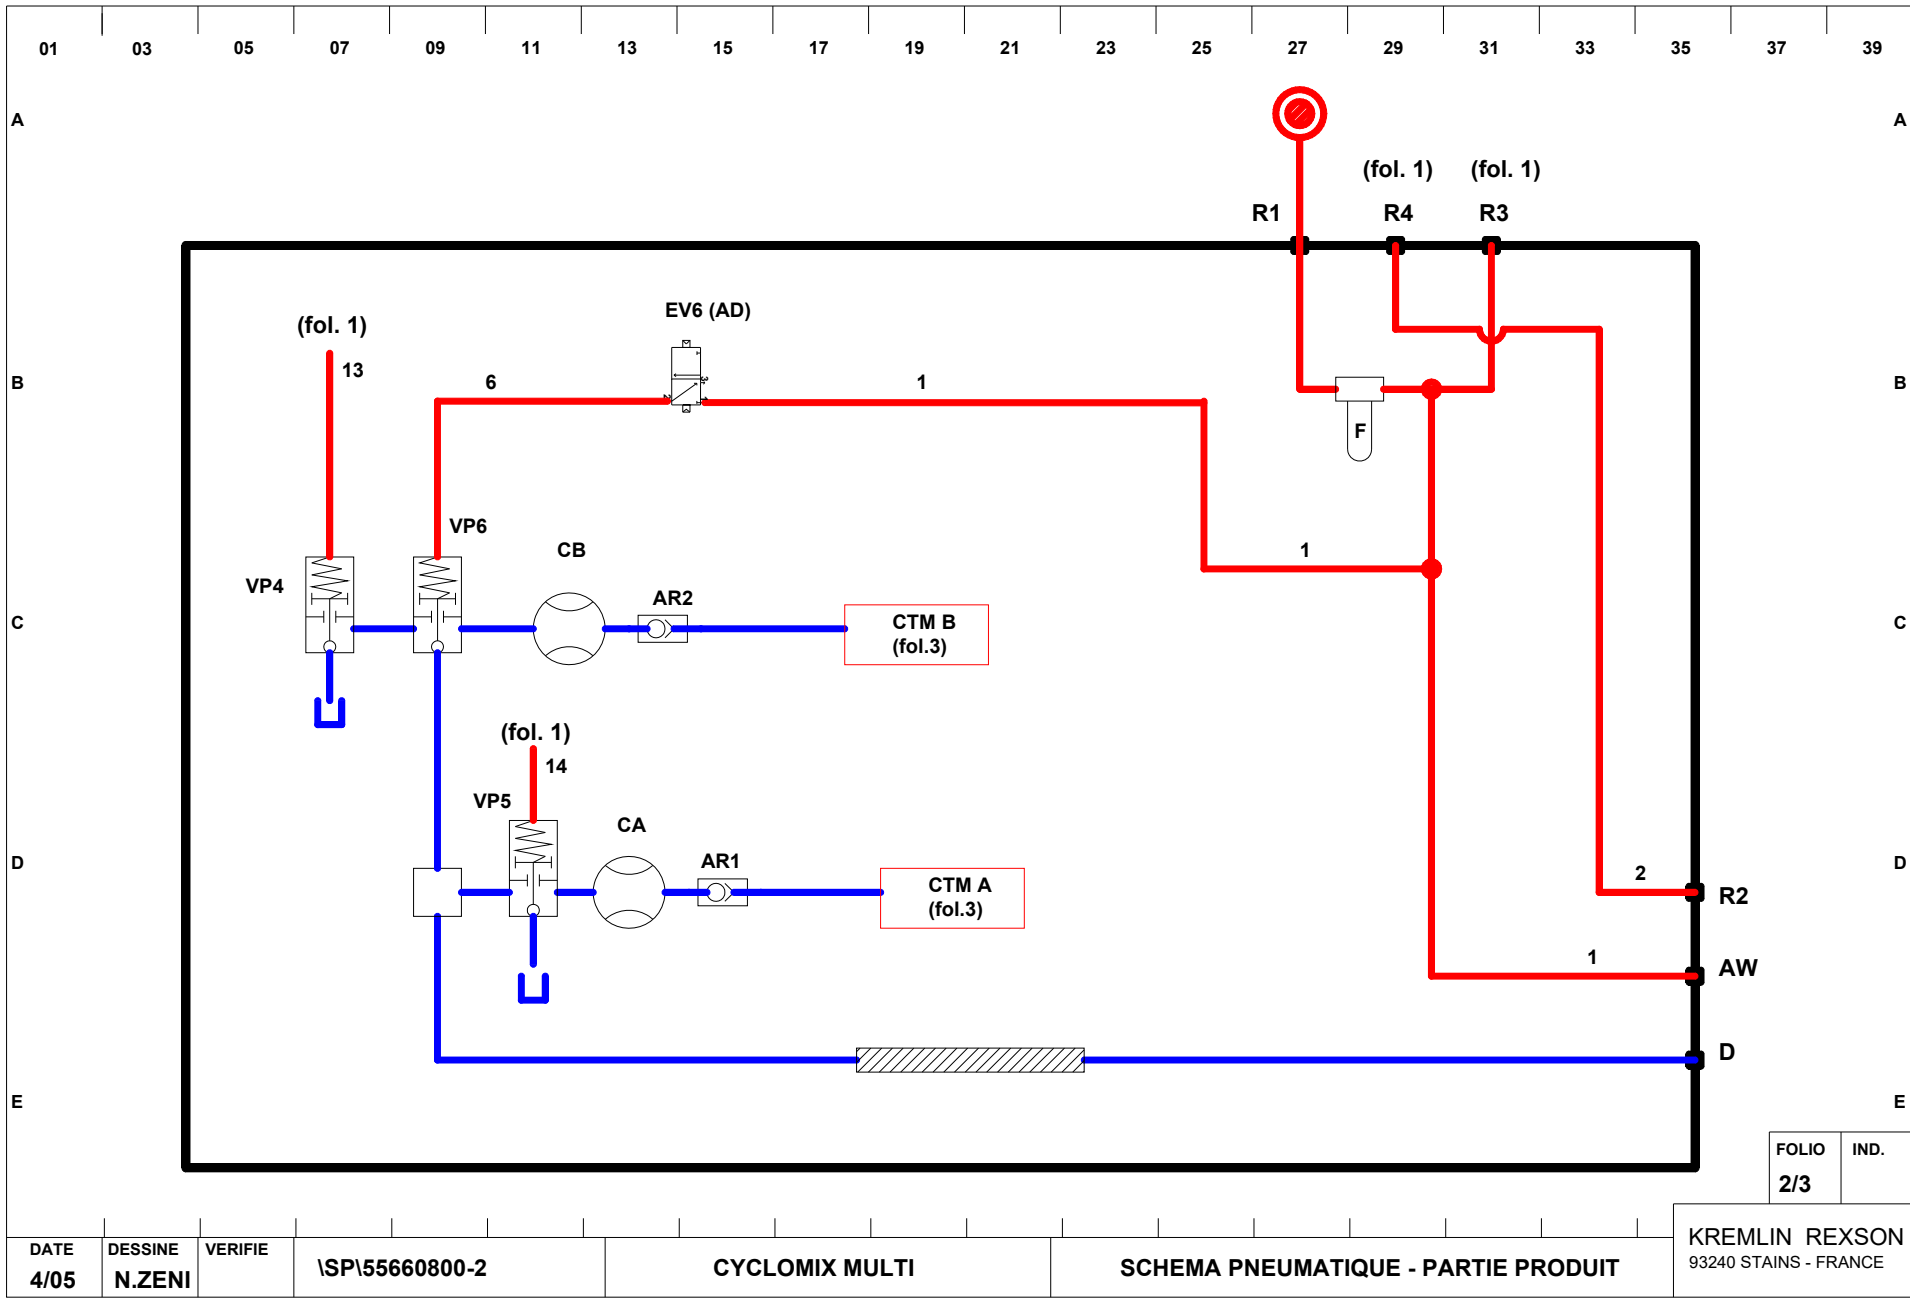 01 03 05 07 09 11 13 15 17 19 21 23 25 27 29 31 33 35 37 39
A A
(fol. 1) (fol. 1)
R1 R4 R3
EV6 (AD)
(fol. 1)
13
B 6 1 B
F
VP6
CB 1
VP4
AR2
C CTM B C
(fol.3)
(fol. 1)
14
VP5
CA
D AR1 D
2
CTM A
(fol.3)
R2
1
AW
D
E E
FOLIO IND.
2/3
KREMLIN REXSON
93240 STAINS - FRANCE
DATE DESSINE VERIFIE
4/05 N.ZENI \SP\55660800-2 CYCLOMIX MULTI SCHEMA PNEUMATIQUE - PARTIE PRODUIT